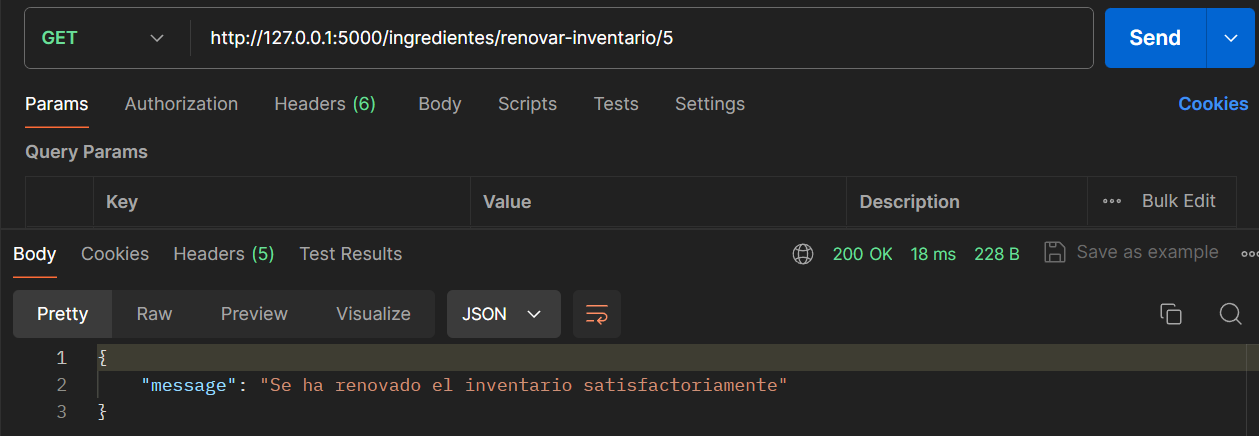 GET http://127.0.0.1:5000/ingredientes/renovar-inventario/5 Send
Params Authorization Headers (6) Body Scripts Tests Settings Cookies
Query Params
Key Value Description Bulk Edit
Body Cookies Headers (5) Test Results 200 OK 18 ms 228 B Save as example
Pretty Raw Preview Visualize JSON
1 {
2 "message": "Se ha renovado el inventario satisfactoriamente"
3 }